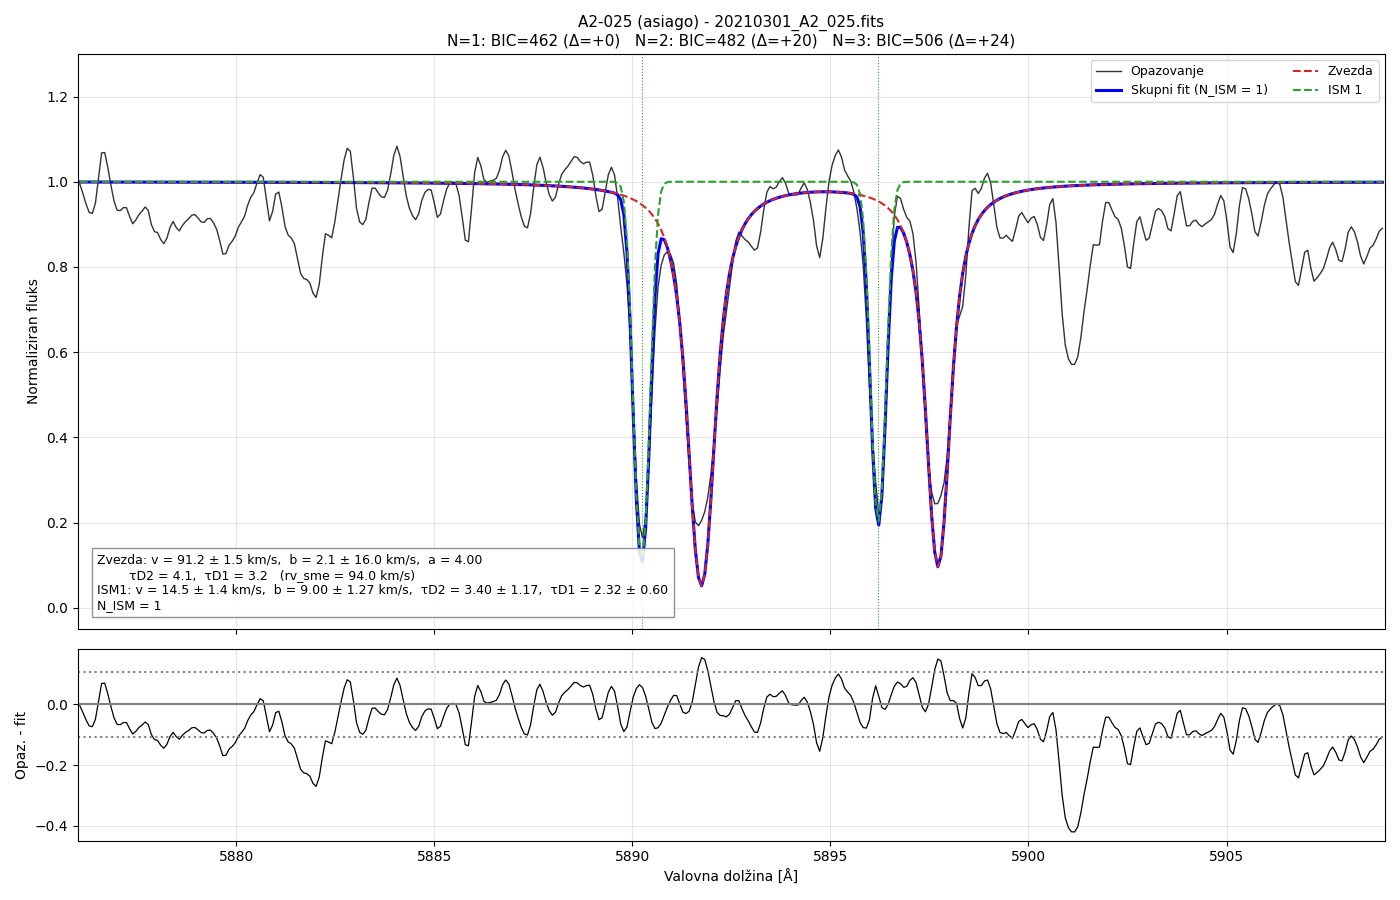 A2-025 (asiago) - 20210301_A2_025.fits
N=1: BIC=462 (Δ=+0)   N=2: BIC=482 (Δ=+20)   N=3: BIC=506 (Δ=+24)
Opazovanje
Skupni fit (N_ISM = 1)
Zvezda
ISM 1
Normaliziran fluks
1.2
1.0
0.8
0.6
0.4
0.2
0.0
Zvezda: v = 91.2 ± 1.5 km/s,  b = 2.1 ± 16.0 km/s,  a = 4.00
τD2 = 4.1,  τD1 = 3.2   (rv_sme = 94.0 km/s)
ISM1: v = 14.5 ± 1.4 km/s,  b = 9.00 ± 1.27 km/s,  τD2 = 3.40 ± 1.17,  τD1 = 2.32 ± 0.60
N_ISM = 1
Opaz. - fit
0.0
−0.2
−0.4
5880
5885
5890
5895
5900
5905
Valovna dolžina [Å]